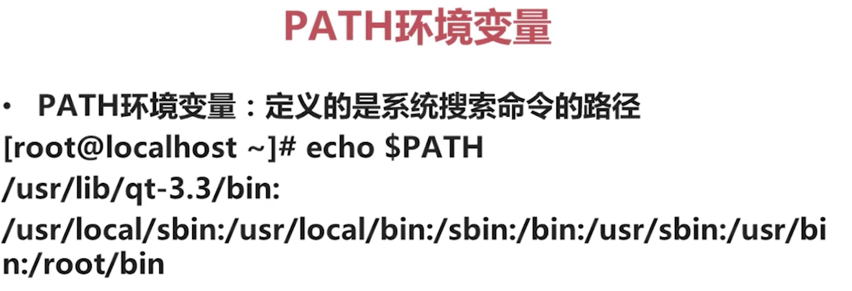 PATH环境变量
• PATH环境变量：定义的是系统搜索命令的路径
[root@localhost ~]# echo $PATH
/usr/lib/qt-3.3/bin:
/usr/local/sbin:/usr/local/bin:/sbin:/bin:/usr/sbin:/usr/bi
n:/root/bin